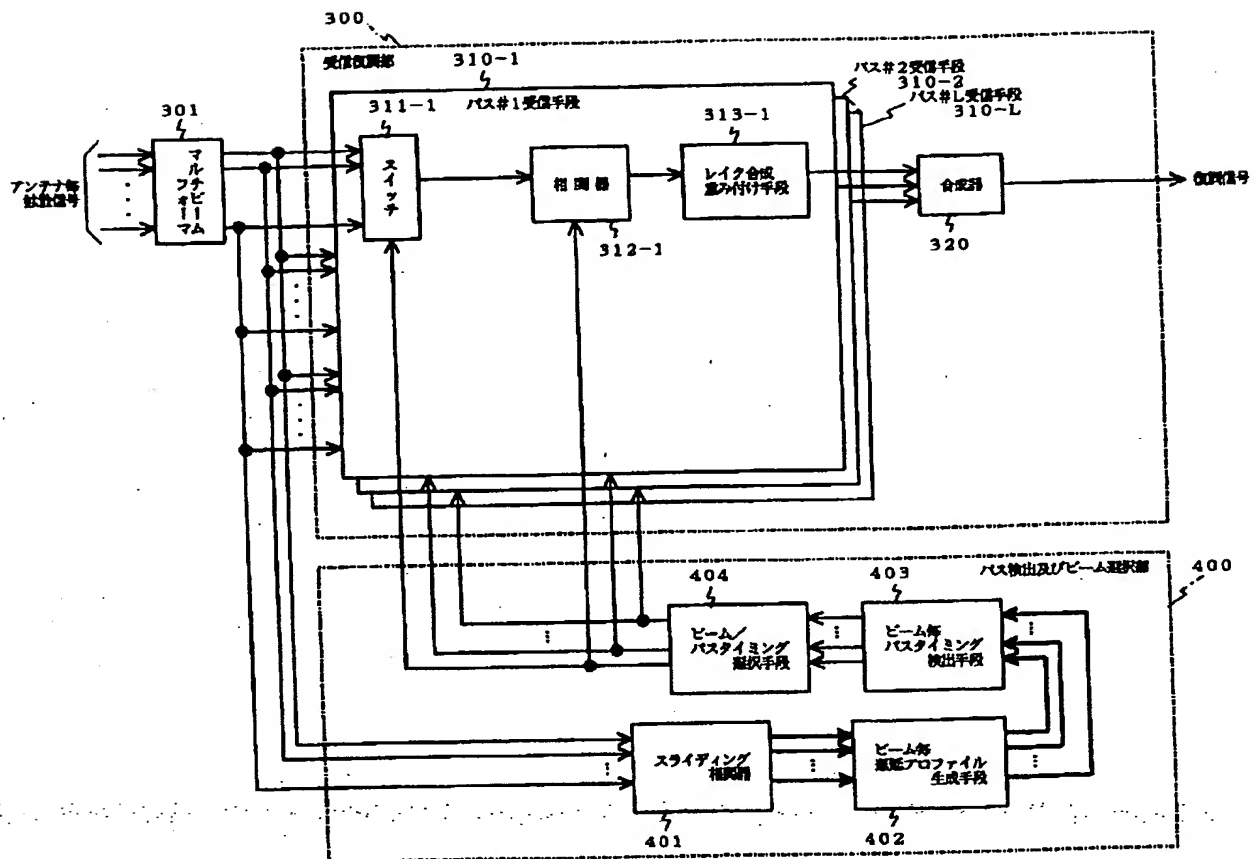 300
受信復調部
310-1
パス#1受信手段
パス#2受信手段
310-2
パス#L受信手段
310-L
301
マルチビーム
フォーマ
311-1
スイッチ
相関器
312-1
313-1
レイク合成
重み付け手段
合成器
320
復調信号
アンテナ毎
拡散信号
400
パス検出及びビーム選択部
404
ビーム/
パスタイミング
選択手段
403
ビーム毎
パスタイミング
検出手段
スライディング
相関器
401
ビーム毎
遅延プロファイル
生成手段
402